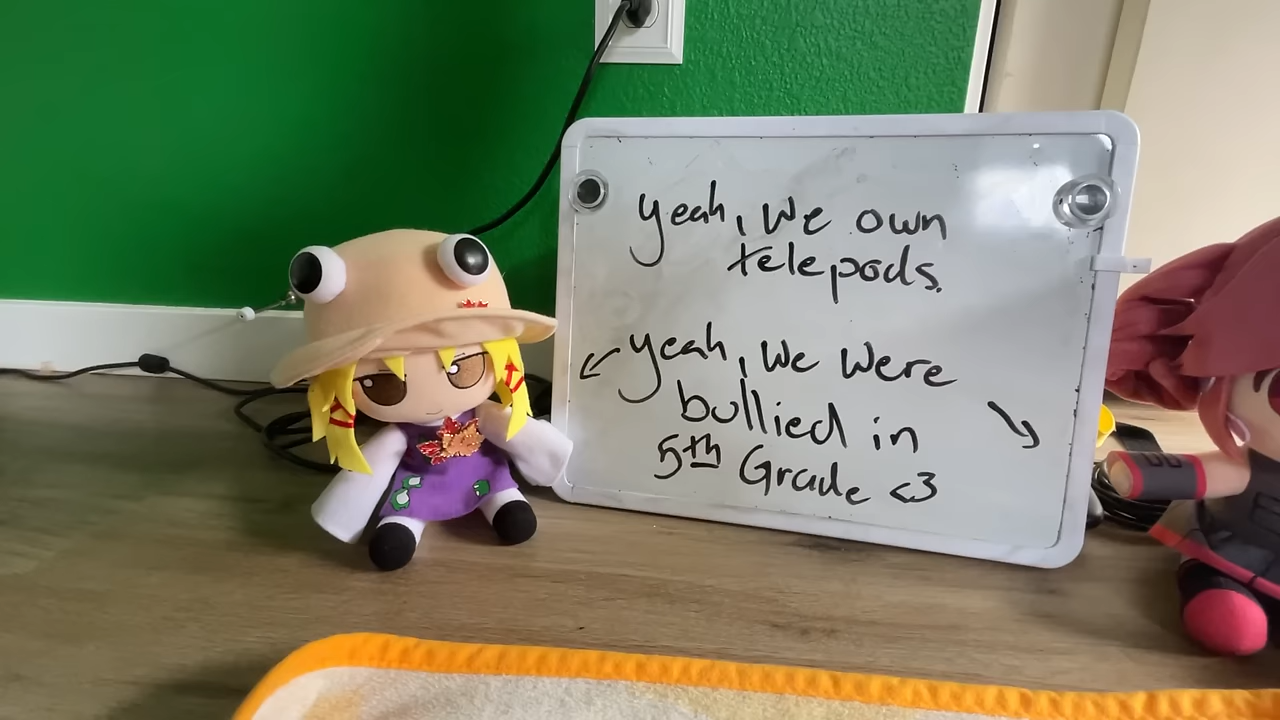 yeah, we own
telepods.
yeah, we were
bullied in
5th Grade <3